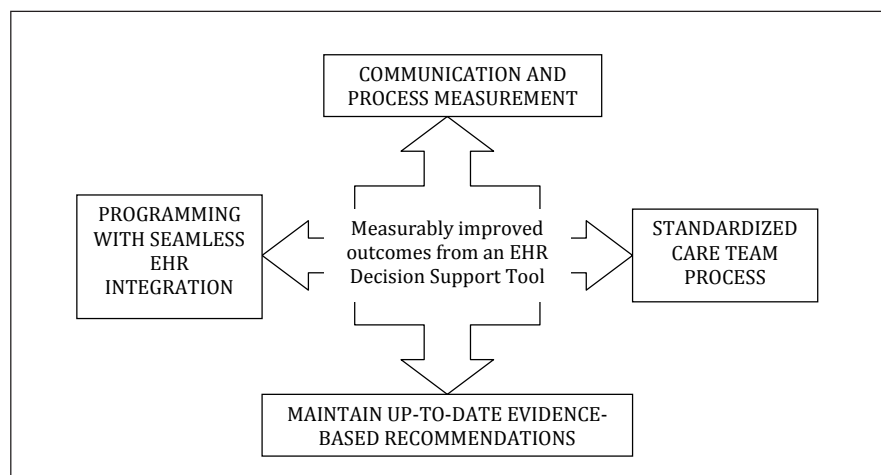 COMMUNICATION AND
PROCESS MEASUREMENT
PROGRAMMING
WITH SEAMLESS
EHR
INTEGRATION
Measurably improved
outcomes from an EHR
Decision Support Tool
STANDARDIZED
CARE TEAM
PROCESS
MAINTAIN UP-TO-DATE EVIDENCE-
BASED RECOMMENDATIONS